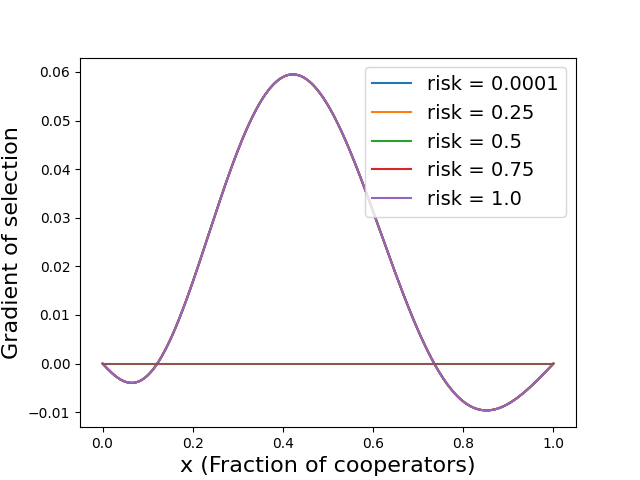 risk = 0.0001
risk = 0.25
risk = 0.5
risk = 0.75
risk = 1.0
Gradient of selection
0.06
0.05
0.04
0.03
0.02
0.01
0.00
−0.01
0.0 0.2 0.4 0.6 0.8 1.0
x (Fraction of cooperators)